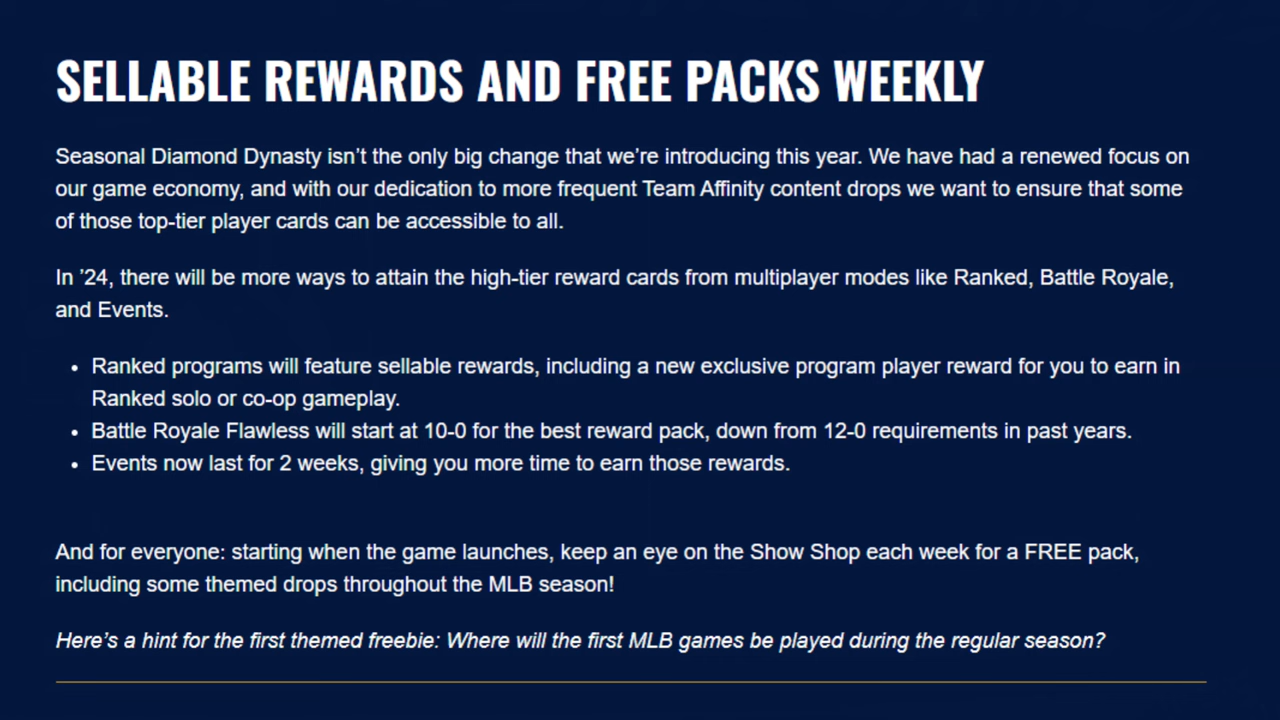 SELLABLE REWARDS AND FREE PACKS WEEKLY
Seasonal Diamond Dynasty isn’t the only big change that we’re introducing this year. We have had a renewed focus on
our game economy, and with our dedication to more frequent Team Affinity content drops we want to ensure that some
of those top-tier player cards can be accessible to all.
In ’24, there will be more ways to attain the high-tier reward cards from multiplayer modes like Ranked, Battle Royale,
and Events.
• Ranked programs will feature sellable rewards, including a new exclusive program player reward for you to earn in
Ranked solo or co-op gameplay.
• Battle Royale Flawless will start at 10-0 for the best reward pack, down from 12-0 requirements in past years.
• Events now last for 2 weeks, giving you more time to earn those rewards.
And for everyone: starting when the game launches, keep an eye on the Show Shop each week for a FREE pack,
including some themed drops throughout the MLB season!
Here’s a hint for the first themed freebie: Where will the first MLB games be played during the regular season?